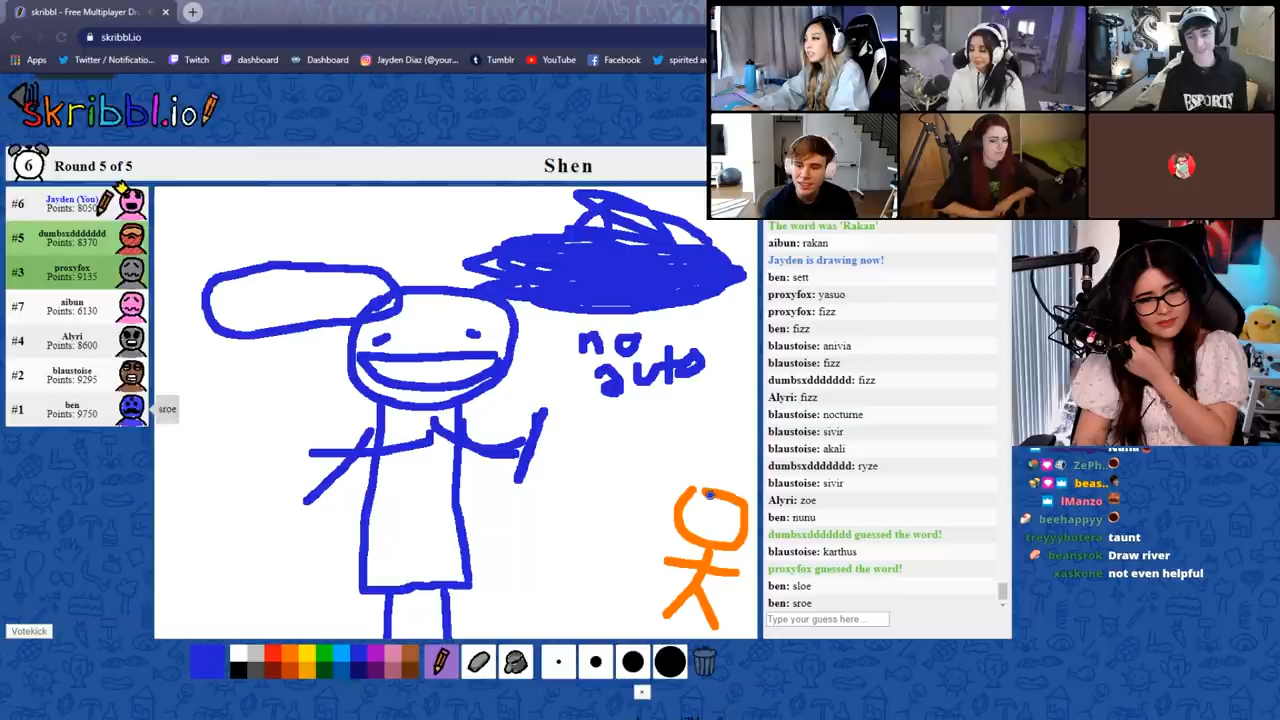 skribbl - Free Multiplayer Dr
skribbl.io
Apps Twitter / Notificatio... Twitch dashboard Dashboard Jayden Diaz (@your... Tumblr YouTube Facebook spirited aw
skribbl.io
6 Round 5 of 5 Shen
#6 Jayden (You) Points: 8050
#5 dumbsxddddddd Points: 8370
#3 proxyfox Points: 9135
#7 aibun Points: 6130
#4 Alyri Points: 8600
#2 blaustoise Points: 9295
#1 ben Points: 9750
sroe
no
auto
ESPORTS
The word was 'Rakan'
aibun: rakan
Jayden is drawing now!
ben: sett
proxyfox: yasuo
proxyfox: fizz
ben: fizz
blaustoise: anivia
blaustoise: fizz
dumbsxddddddd: fizz
Alyri: fizz
blaustoise: nocturne
blaustoise: sivir
blaustoise: akali
dumbsxddddddd: ryze
blaustoise: sivir
Alyri: zoe
ben: nunu
dumbsxddddddd guessed the word!
blaustoise: karthus
proxyfox guessed the word!
ben: sloe
ben: sroe
Type your guess here...
ZePh..
beas..
lManzo
beehappyy
treyyybutera taunt
beansrok Draw river
xaskone not even helpful
Votekick